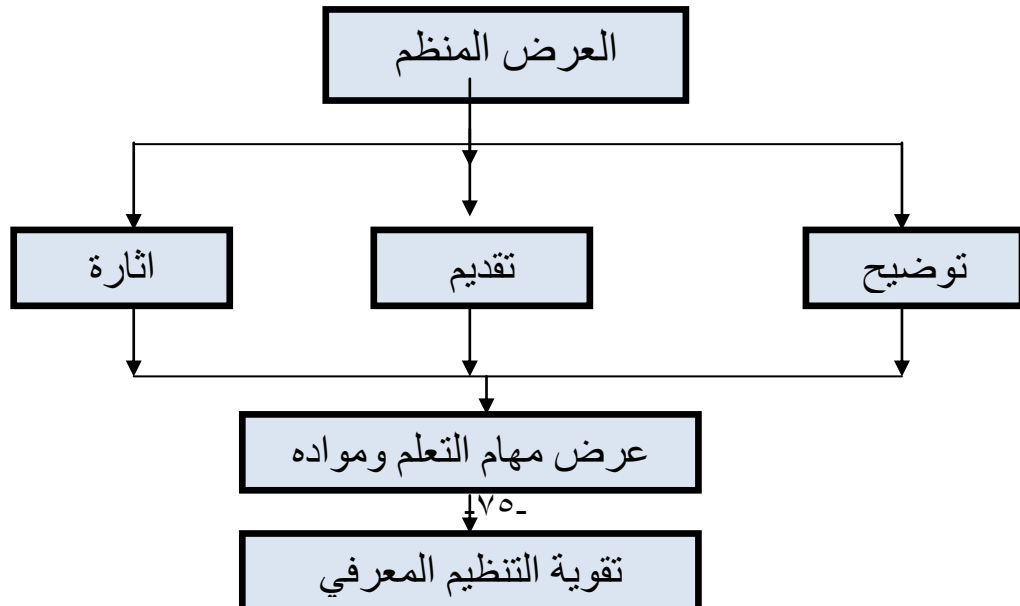 العرض المنظم
توضيح
تقديم
اثارة
عرض مهام التعلم ومواده
-٧٥-
تقوية التنظيم المعرفي